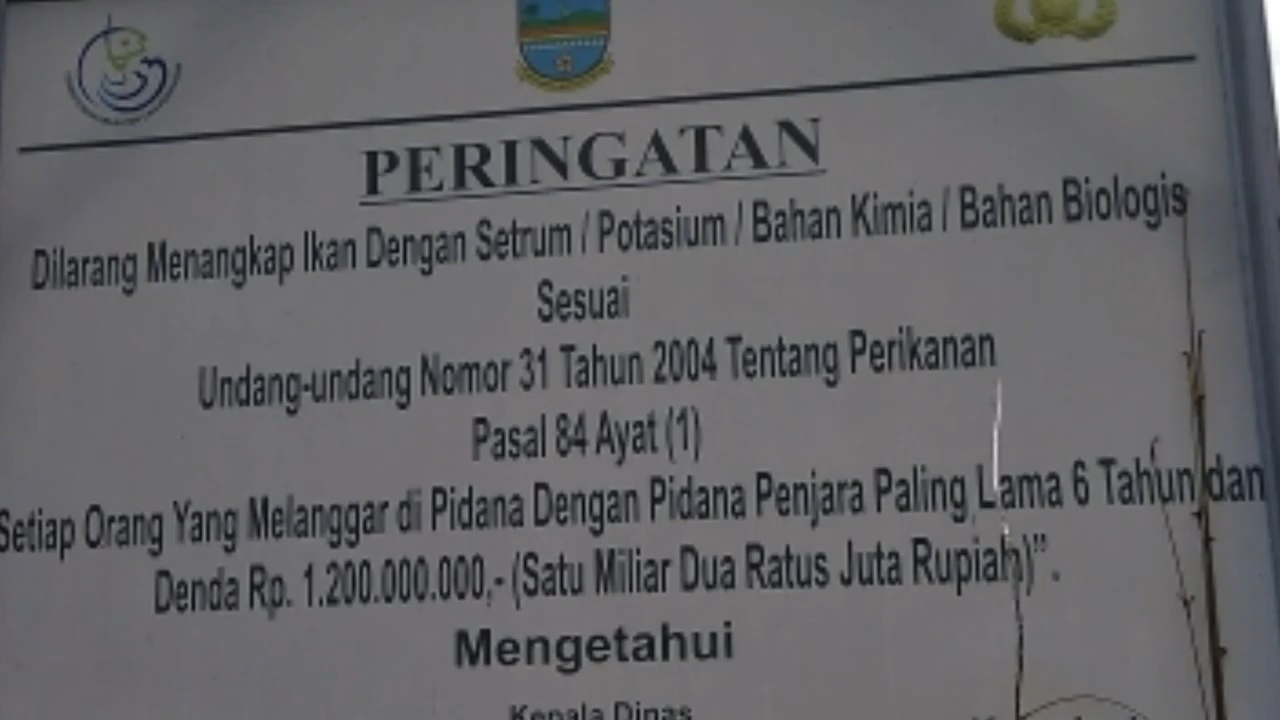 PERINGATAN
Dilarang Menangkap Ikan Dengan Setrum / Potasium / Bahan Kimia / Bahan Biologis
Sesuai
Undang-undang Nomor 31 Tahun 2004 Tentang Perikanan
Pasal 84 Ayat (1)
Setiap Orang Yang Melanggar di Pidana Dengan Pidana Penjara Paling Lama 6 Tahun dan
Denda Rp. 1.200.000.000,- (Satu Miliar Dua Ratus Juta Rupiah)” .
Mengetahui
Kepala Dinas